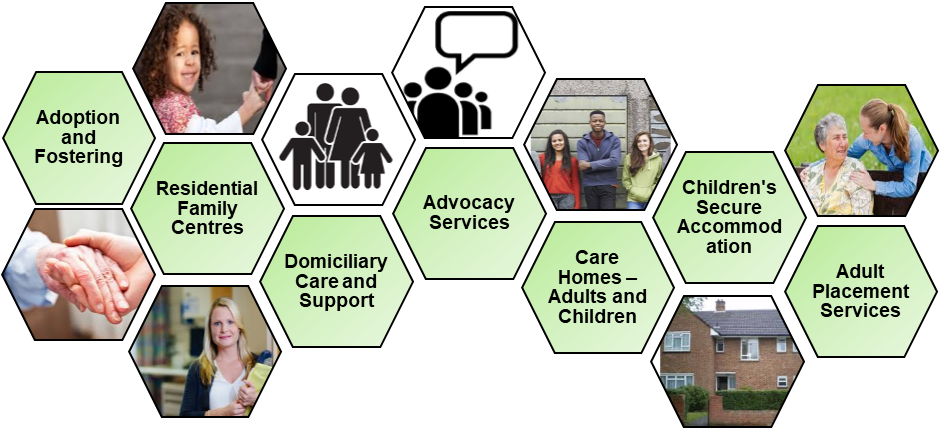 Adoption
and
Fostering
Residential
Family
Centres
Domiciliary
Care and
Support
Advocacy
Services
Care
Homes –
Adults and
Children
Children's
Secure
Accommod
ation
Adult
Placement
Services